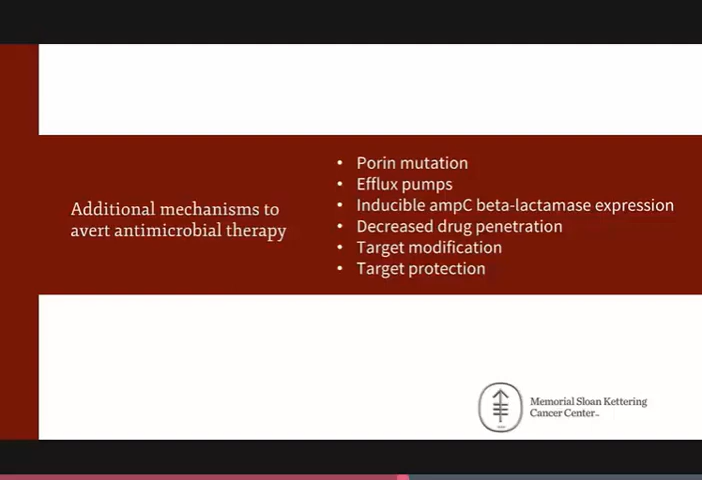 Additional mechanisms to
avert antimicrobial therapy
• Porin mutation
• Efflux pumps
• Inducible ampC beta-lactamase expression
• Decreased drug penetration
• Target modification
• Target protection
Memorial Sloan Kettering
Cancer Center